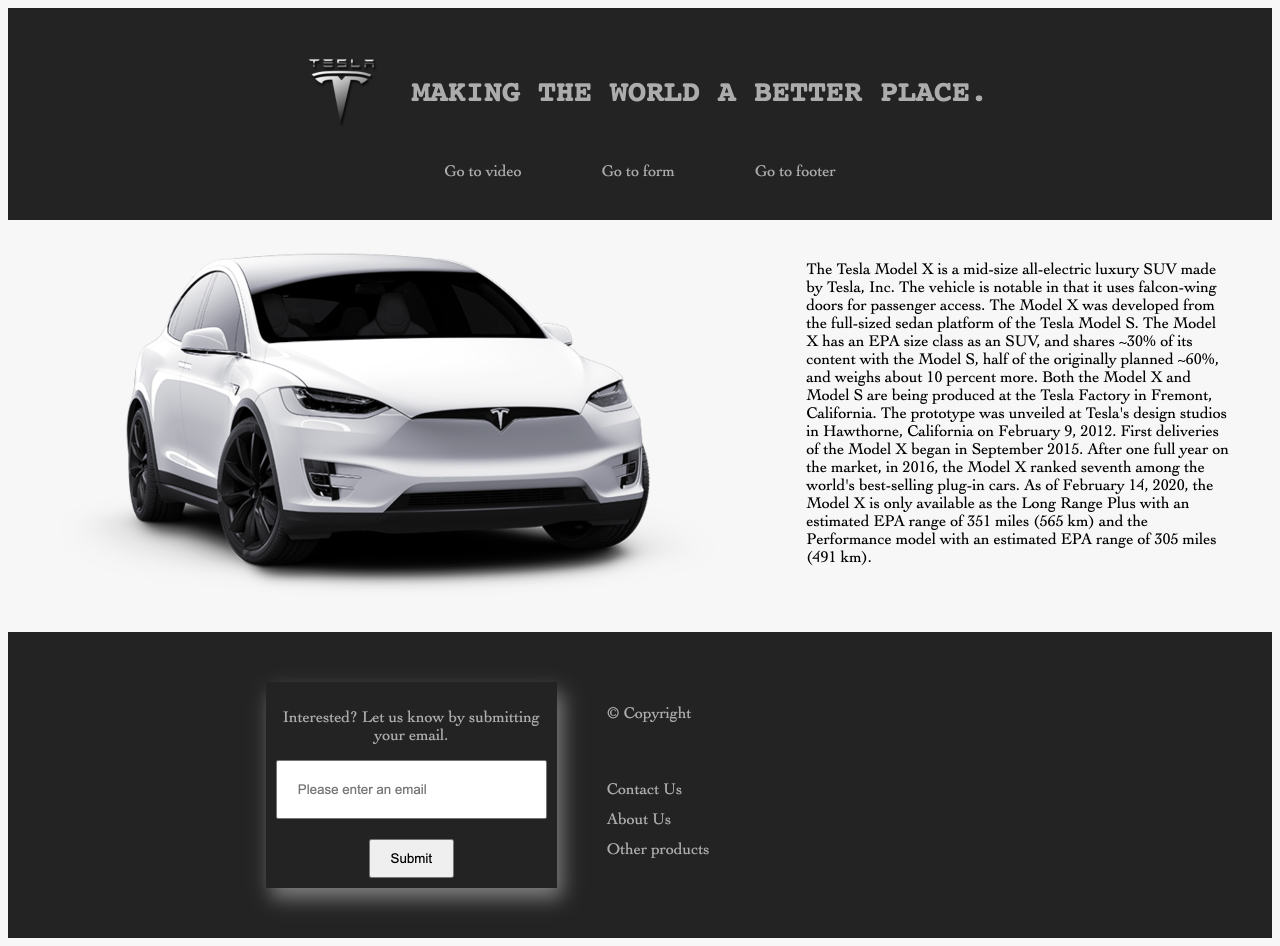 TESLA
MAKING THE WORLD A BETTER PLACE.
Go to video
Go to form
Go to footer
The Tesla Model X is a mid-size all-electric luxury SUV made
by Tesla, Inc. The vehicle is notable in that it uses falcon-wing
doors for passenger access. The Model X was developed from
the full-sized sedan platform of the Tesla Model S. The Model
X has an EPA size class as an SUV, and shares ~30% of its
content with the Model S, half of the originally planned ~60%,
and weighs about 10 percent more. Both the Model X and
Model S are being produced at the Tesla Factory in Fremont,
California. The prototype was unveiled at Tesla's design studios
in Hawthorne, California on February 9, 2012. First deliveries
of the Model X began in September 2015. After one full year on
the market, in 2016, the Model X ranked seventh among the
world's best-selling plug-in cars. As of February 14, 2020, the
Model X is only available as the Long Range Plus with an
estimated EPA range of 351 miles (565 km) and the
Performance model with an estimated EPA range of 305 miles
(491 km).
Interested? Let us know by submitting
your email.
Please enter an email
Submit
© Copyright
Contact Us
About Us
Other products